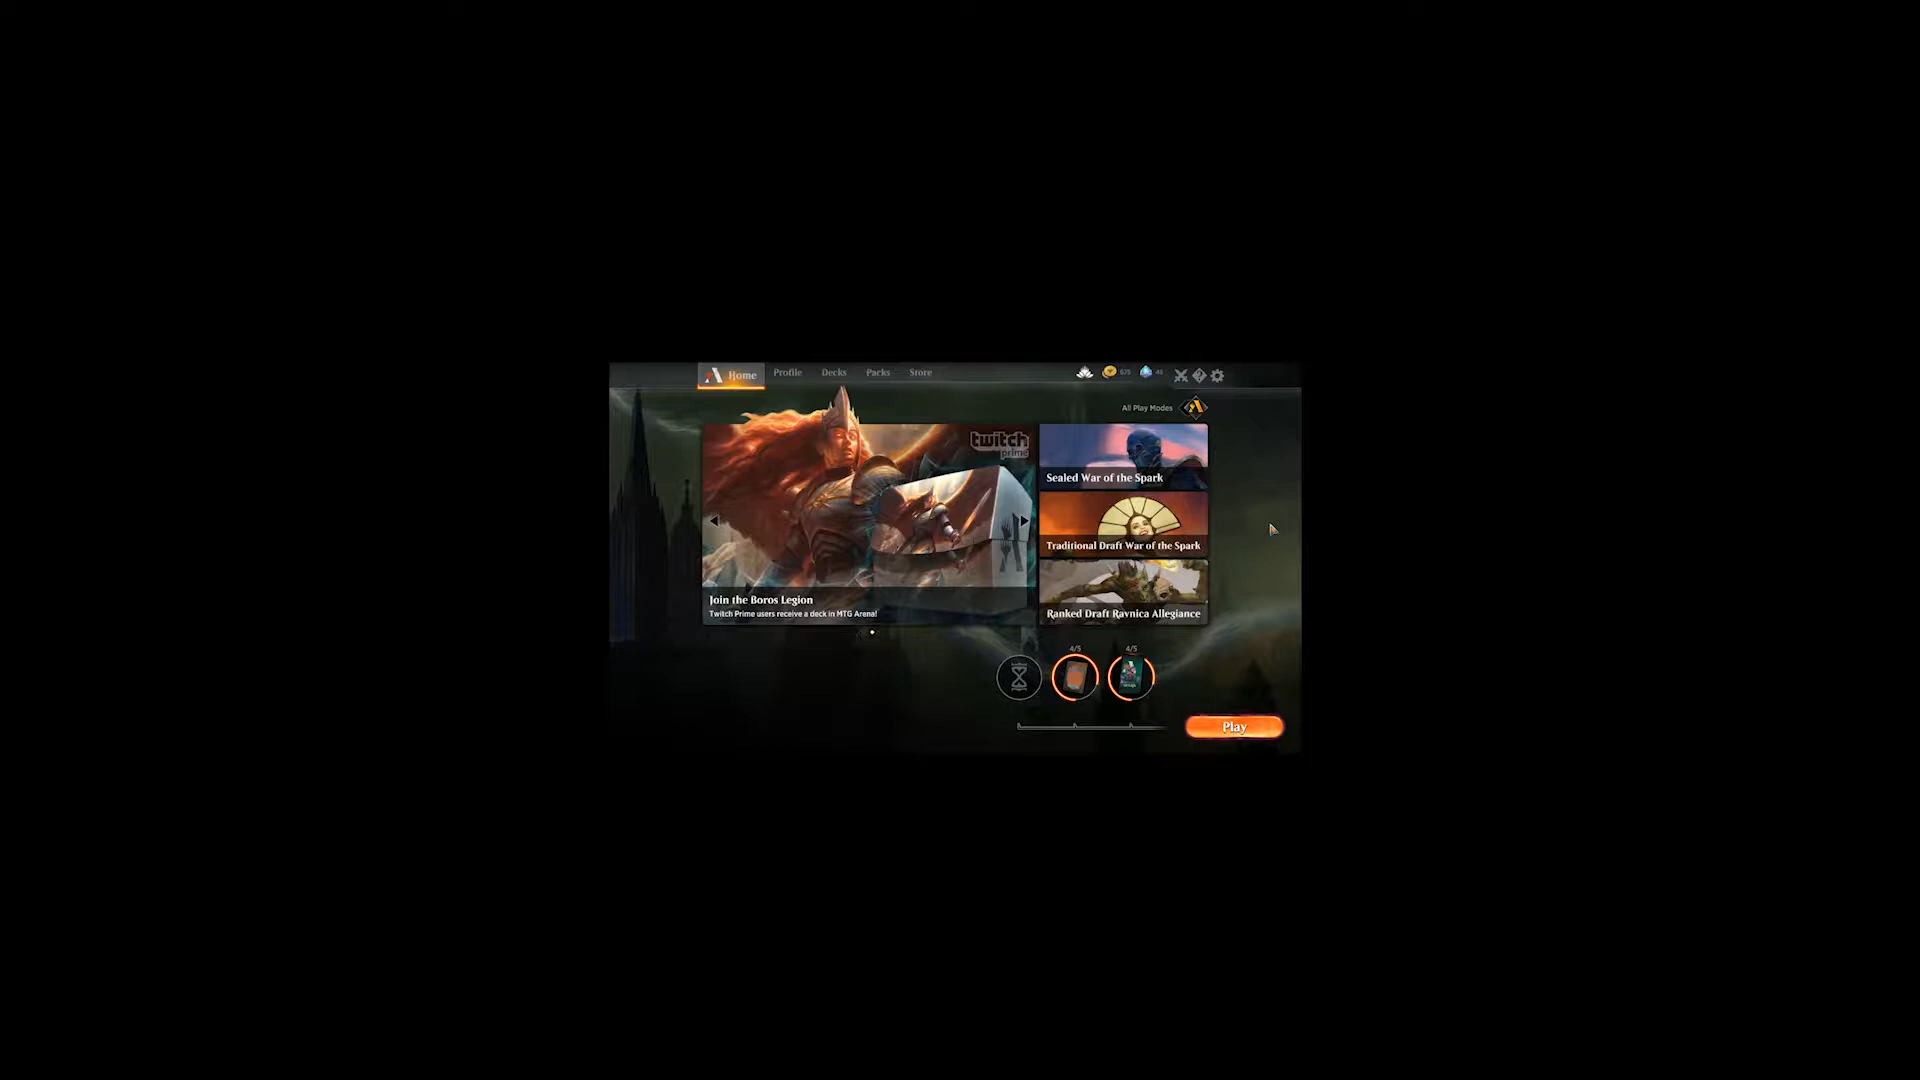 Home
Profile
Decks
Packs
Store
675
All Play Modes
twitch
prime
Sealed War of the Spark
Traditional Draft War of the Spark
Join the Boros Legion
Twitch Prime users receive a deck in MTG Arena!
Ranked Draft Ravnica Allegiance
4/5
4/5
Play